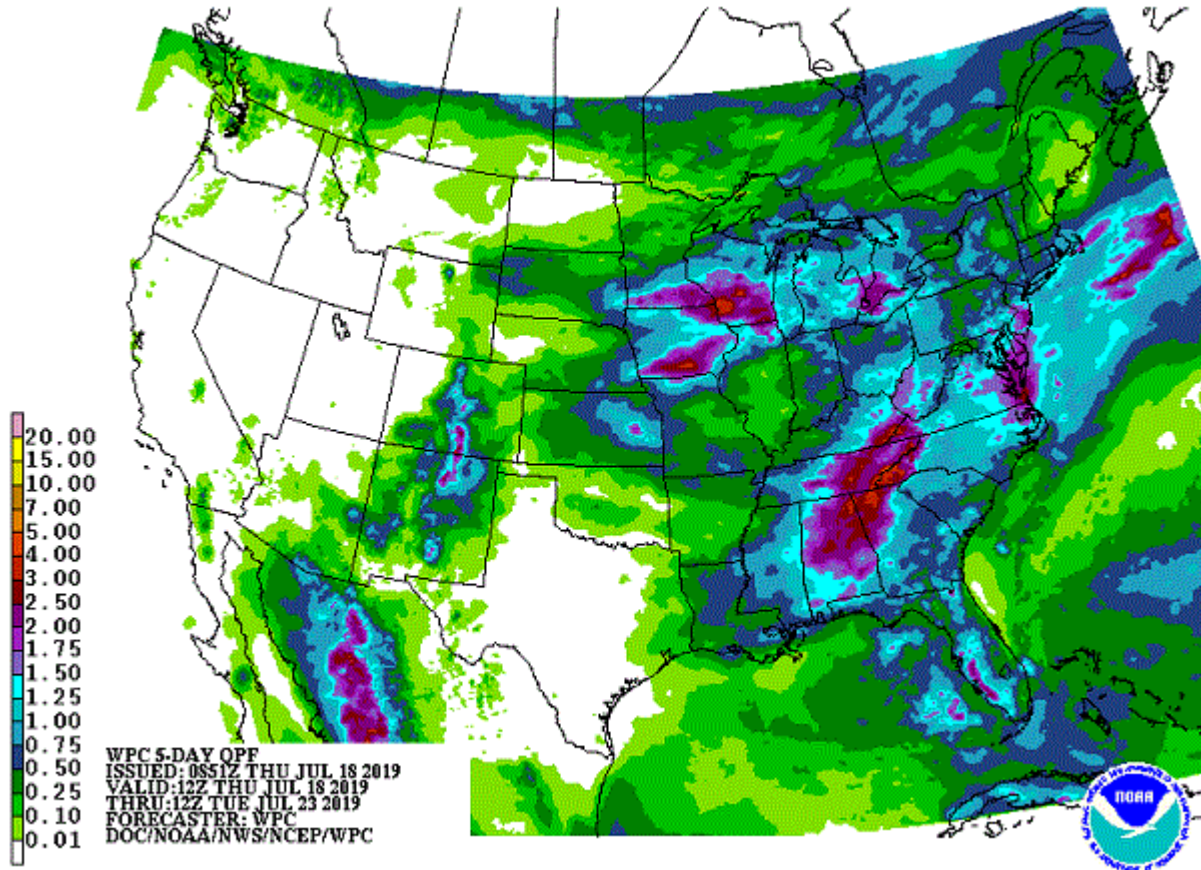 20.00
15.00
10.00
7.00
5.00
4.00
3.00
2.50
2.00
1.75
1.50
1.25
1.00
0.75
0.50
0.25
0.10
0.01
WPC 5-DAY QPF
ISSUED: 0851Z THU JUL 18 2019
VALID:12Z THU JUL 18 2019
THRU:12Z TUE JUL 23 2019
FORECASTER: WPC
DOC/NOAA/NWS/NCEP/WPC
NOAA